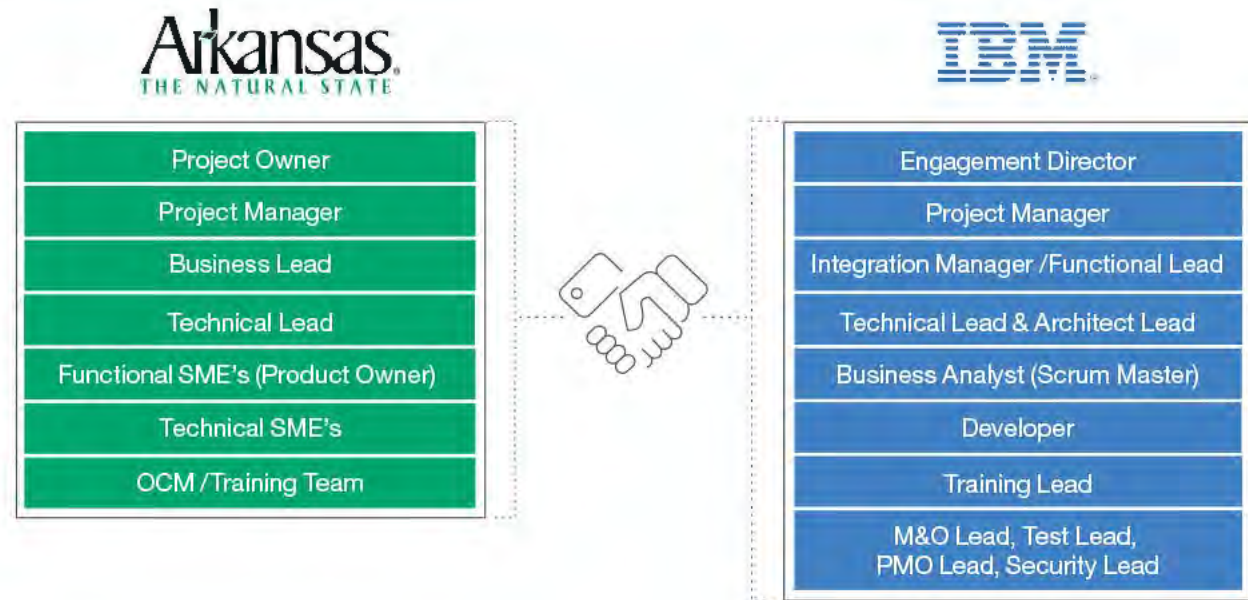 Arkansas.
THE NATURAL STATE
Project Owner
Project Manager
Business Lead
Technical Lead
Functional SME's (Product Owner)
Technical SME's
OCM /Training Team
IBM.
Engagement Director
Project Manager
Integration Manager /Functional Lead
Technical Lead & Architect Lead
Business Analyst (Scrum Master)
Developer
Training Lead
M&O Lead, Test Lead,
PMO Lead, Security Lead